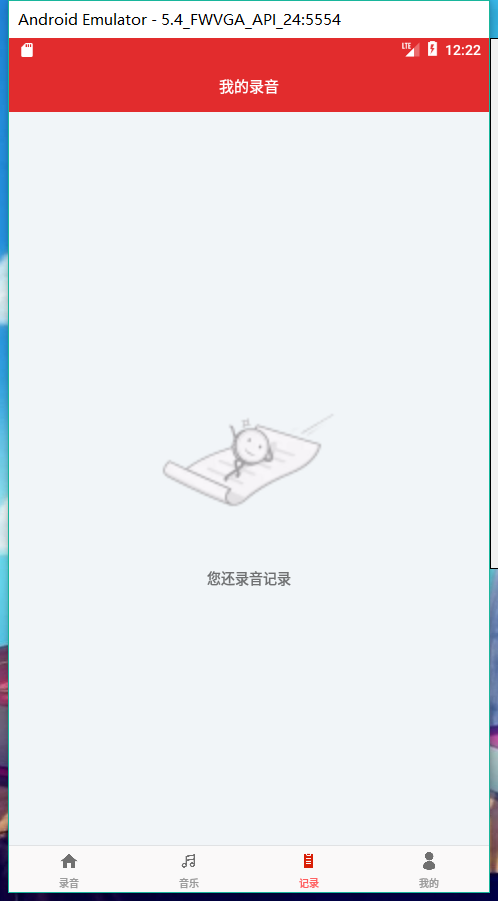 Android Emulator - 5.4_FWVGA_API_24:5554
LTE 12:22
我的录音
您还录音记录
录音 音乐 记录 我的